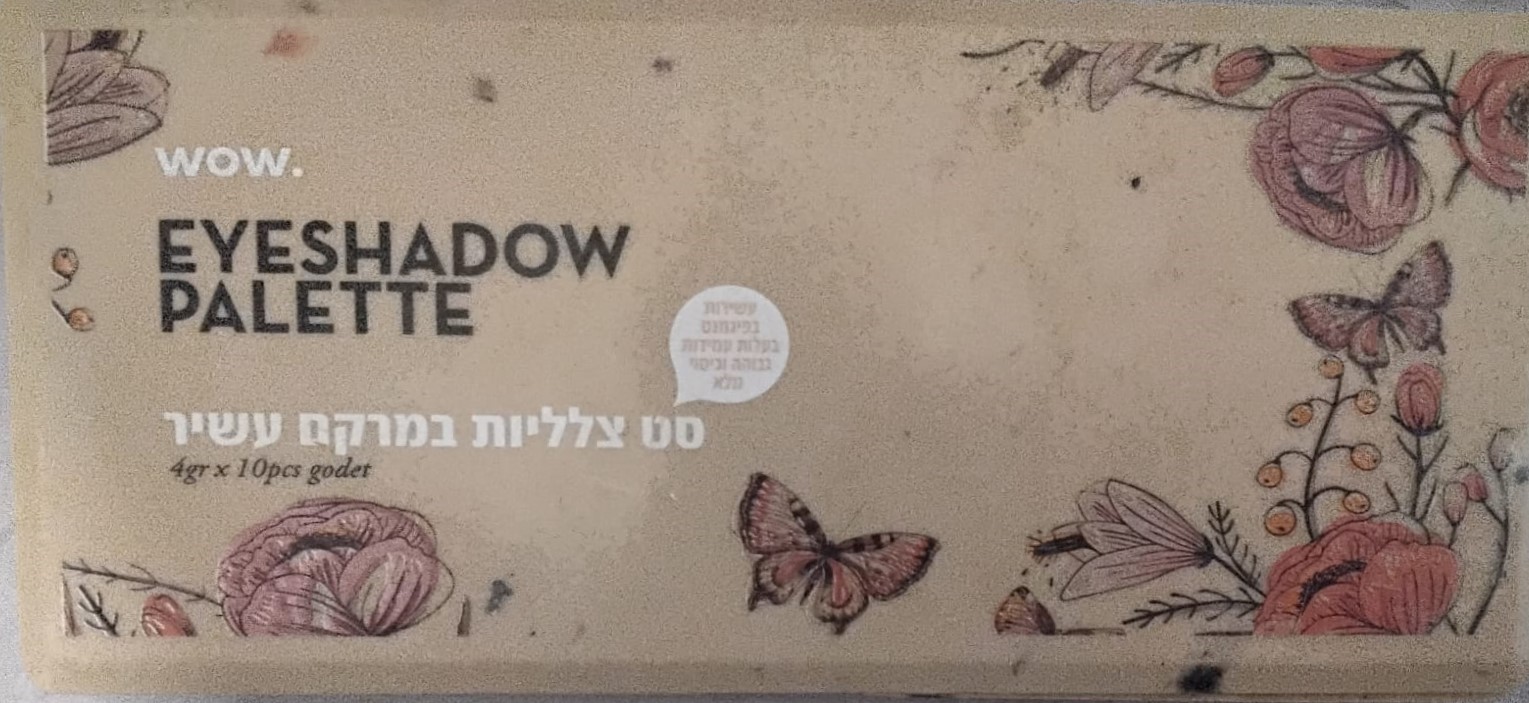 wow.
EYESHADOW
PALETTE
עשירות
בפיגמנט
בעלות עמידות
גבוהה וכיסוי
מלא
סט צלליות במרקם עשיר
4gr x 10pcs godet